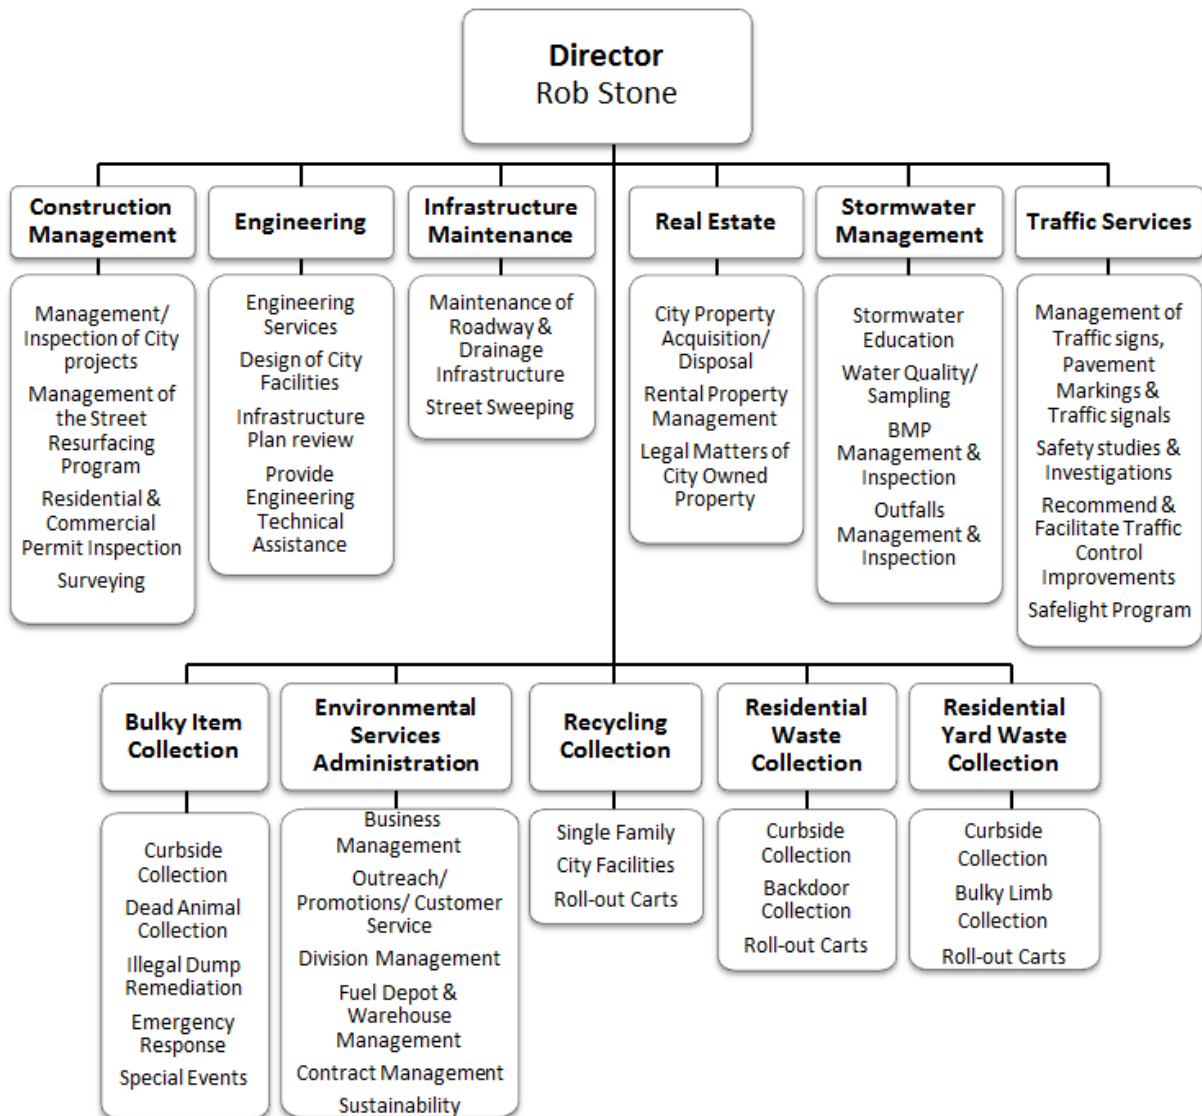 Director
Rob Stone
Construction
Management
Engineering
Infrastructure
Maintenance
Real Estate
Stormwater
Management
Traffic Services
Management/
Inspection of City
projects
Management of
the Street
Resurfacing
Program
Residential &
Commercial
Permit Inspection
Surveying
Engineering
Services
Design of City
Facilities
Infrastructure
Plan review
Provide
Engineering
Technical
Assistance
Maintenance of
Roadway &
Drainage
Infrastructure
Street Sweeping
City Property
Acquisition/
Disposal
Rental Property
Management
Legal Matters of
City Owned
Property
Stormwater
Education
Water Quality/
Sampling
BMP
Management &
Inspection
Outfalls
Management &
Inspection
Management of
Traffic signs,
Pavement
Markings &
Traffic signals
Safety studies &
Investigations
Recommend &
Facilitate Traffic
Control
Improvements
Safelight Program
Bulky Item
Collection
Environmental
Services
Administration
Recycling
Collection
Residential
Waste
Collection
Residential
Yard Waste
Collection
Curbside
Collection
Dead Animal
Collection
Illegal Dump
Remediation
Emergency
Response
Special Events
Business
Management
Outreach/
Promotions/ Customer
Service
Division Management
Fuel Depot &
Warehouse
Management
Contract Management
Sustainability
Single Family
City Facilities
Roll-out Carts
Curbside
Collection
Backdoor
Collection
Roll-out Carts
Curbside
Collection
Bulky Limb
Collection
Roll-out Carts